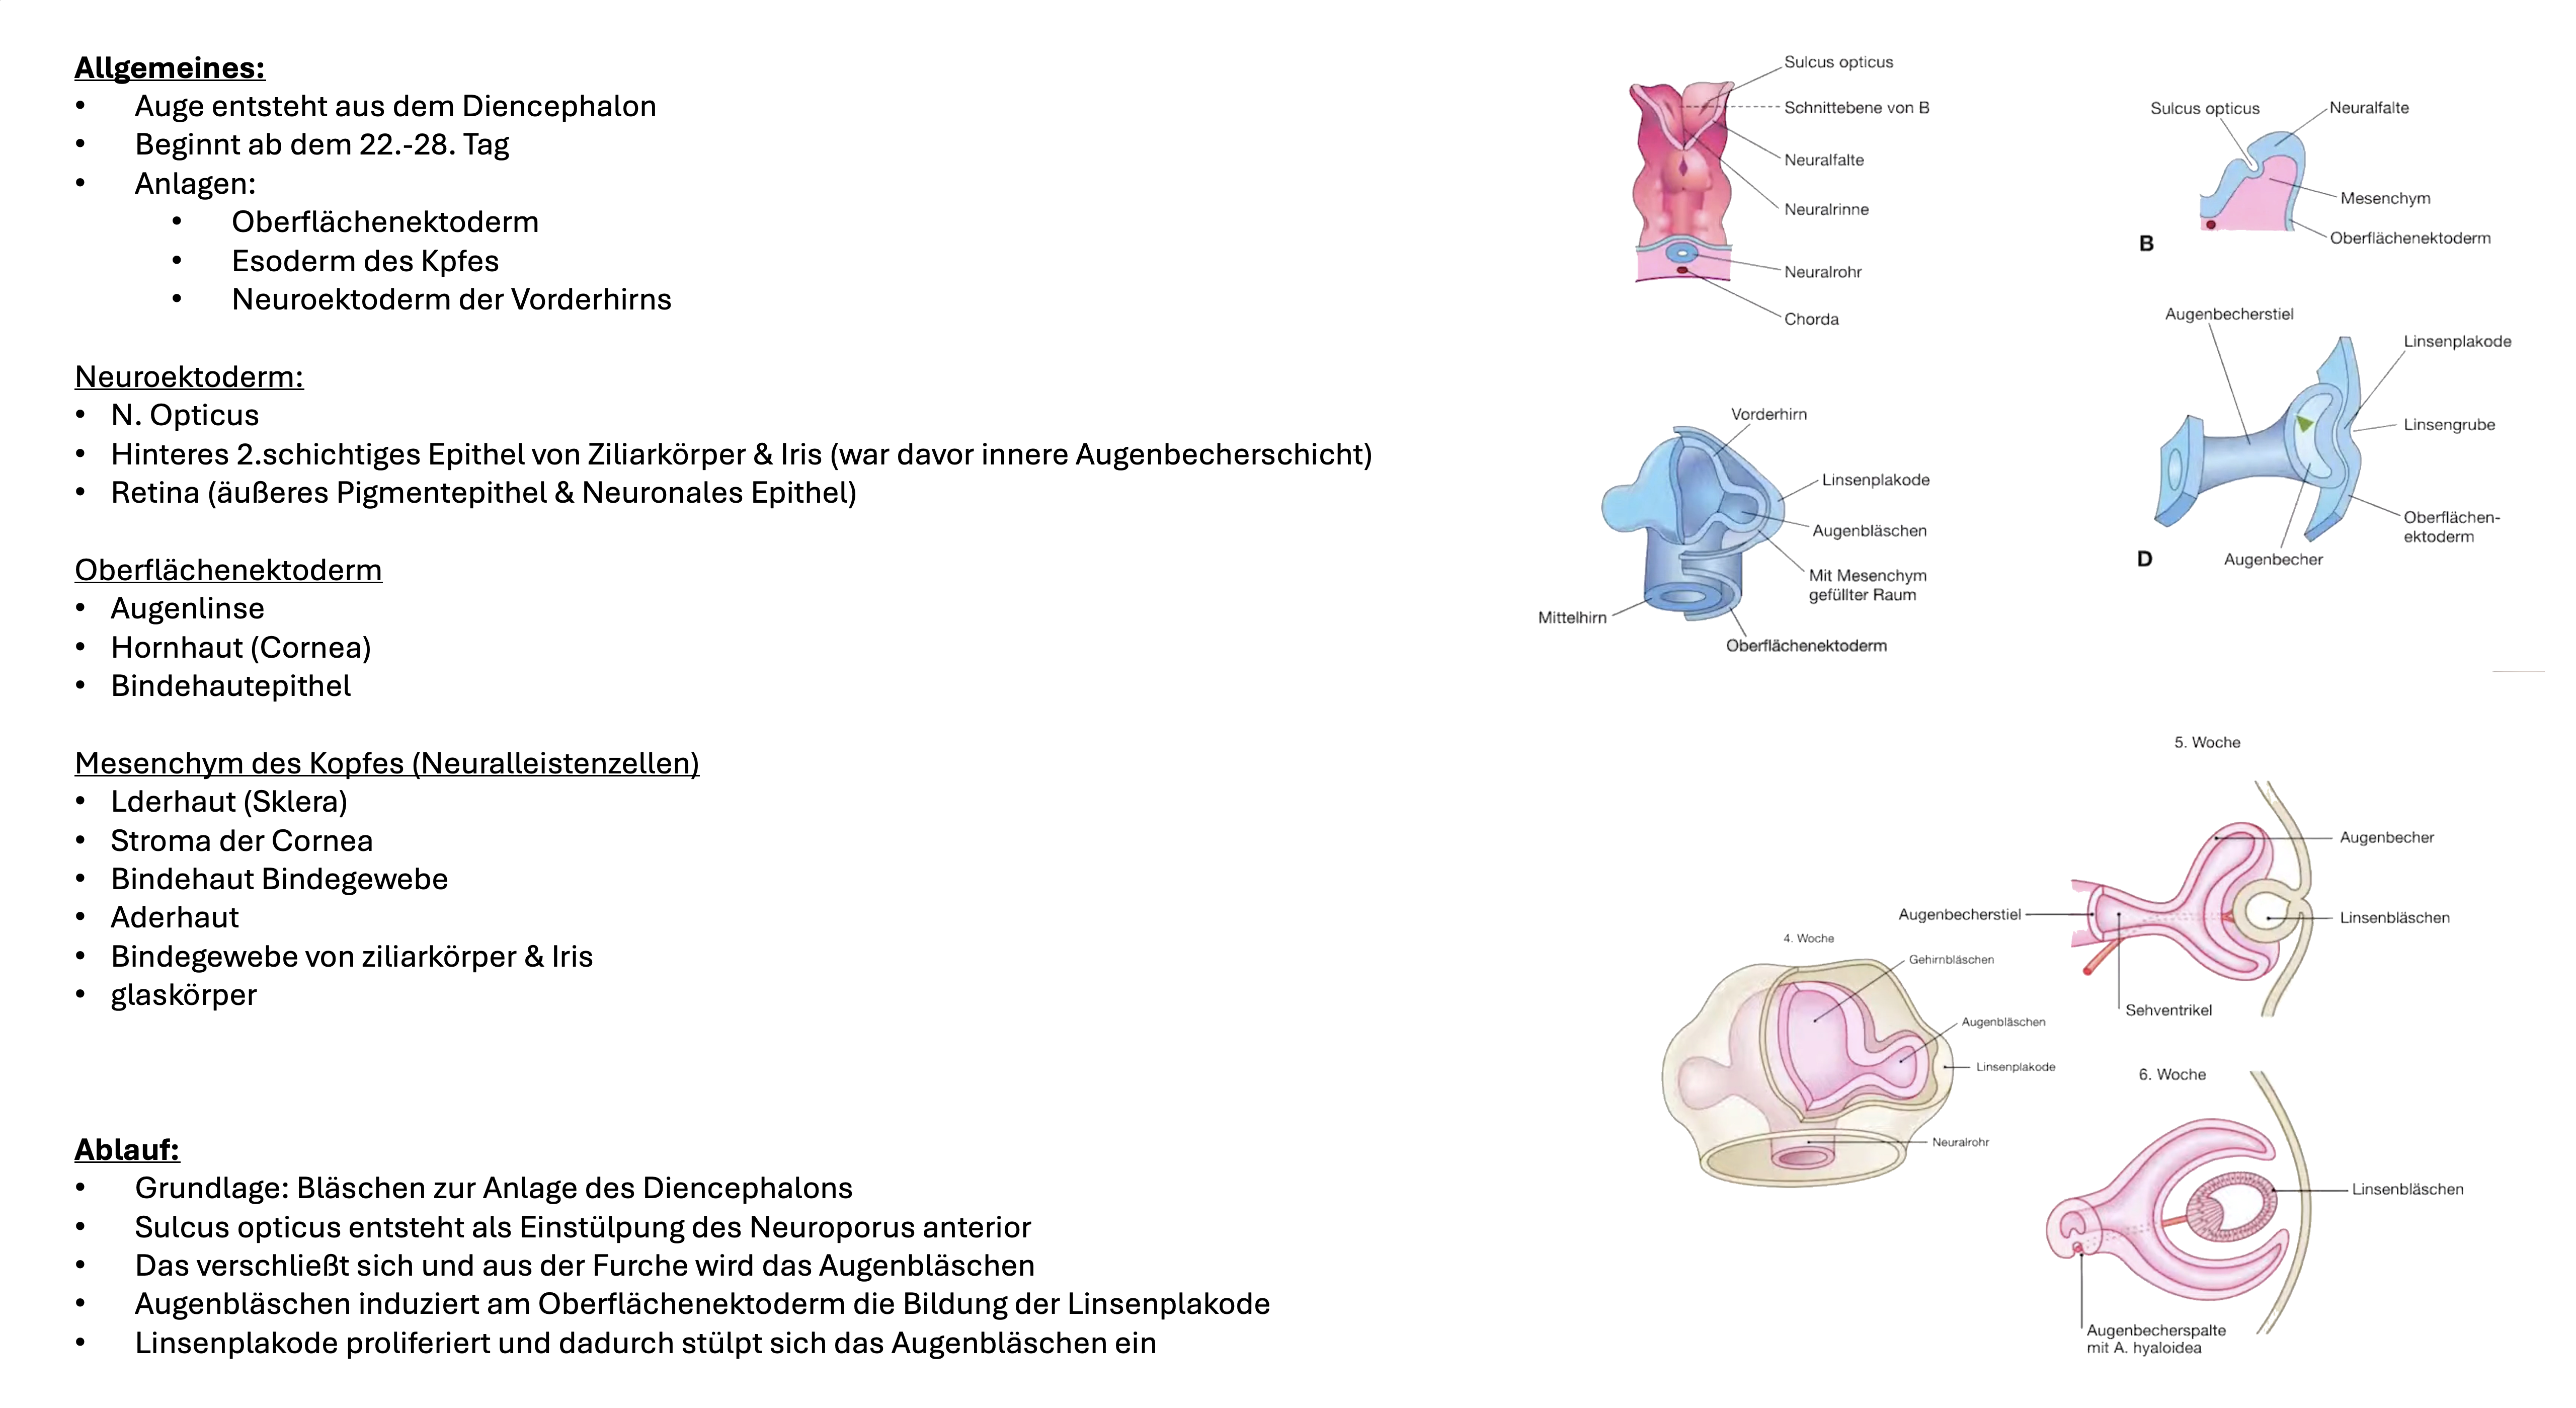 Allgemeines:
• Auge entsteht aus dem Diencephalon
• Beginnt ab dem 22.-28. Tag
• Anlagen:
• Oberflächenektoderm
• Esoderm des Kpfes
• Neuroektoderm der Vorderhirns
Neuroektoderm:
• N. Opticus
• Hinteres 2.schichtiges Epithel von Ziliarkörper & Iris (war davor innere Augenbecherschicht)
• Retina (äußeres Pigmentepithel & Neuronales Epithel)
Oberflächenektoderm
• Augenlinse
• Hornhaut (Cornea)
• Bindehautepithel
Mesenchym des Kopfes (Neuralleistenzellen)
• Lderhaut (Sklera)
• Stroma der Cornea
• Bindehaut Bindegewebe
• Aderhaut
• Bindegewebe von ziliarkörper & Iris
• glaskörper
Ablauf:
• Grundlage: Bläschen zur Anlage des Diencephalons
• Sulcus opticus entsteht als Einstülpung des Neuroporus anterior
• Das verschließt sich und aus der Furche wird das Augenbläschen
• Augenbläschen induziert am Oberflächenektoderm die Bildung der Linsenplakode
• Linsenplakode proliferiert und dadurch stülpt sich das Augenbläschen ein
Sulcus opticus
Schnittebene von B
Neuralfalte
Neuralrinne
Neuralrohr
Chorda
Sulcus opticus
Neuralfalte
Mesenchym
Oberflächenektoderm
B
Vorderhirn
Linsenplakode
Augenbläschen
Mit Mesenchym
gefüllter Raum
Mittelhirn
Oberflächenektoderm
Augenbecherstiel
Linsenplakode
Linsengrube
Oberflächen-
ektoderm
Augenbecher
D
4. Woche
Gehirnbläschen
Augenbläschen
Linsenplakode
Neuralrohr
5. Woche
Augenbecher
Augenbecherstiel
Linsenbläschen
Sehventrikel
6. Woche
Linsenbläschen
Augenbecherspalte
mit A. hyaloidea